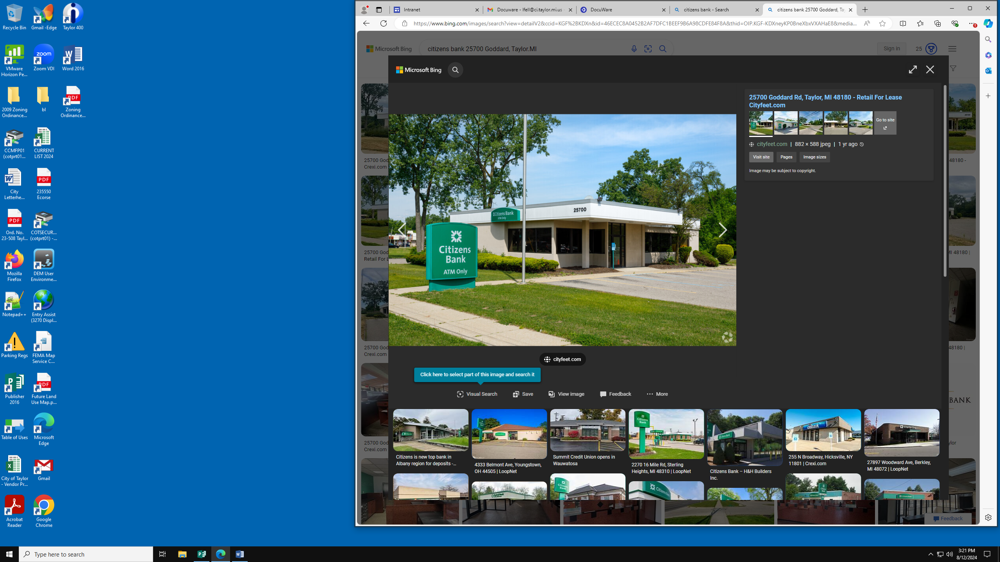 Recycle Bin
Gmail -Edge
Taylor 400
VMware Horizon Pe...
Zoom VDI
Word 2016
2009 Zoning Ordinance...
bl
Zoning Ordinance...
CCMFP01 (cotprt01...
CURRENT LIST 2024
City Letterhe...
235550 Ecorse
Ord. No. 23-508 Tayl...
COTSECUR... (cotprt01) -...
Mozilla Firefox
DEM User Environme...
Notepad++
Entry Assist (3270 Displ...
Parking Regs
FEMA Map Service C...
Publisher 2016
Future Land Use Map.p...
Table of Uses
Microsoft Edge
City of Taylor - Vendor Pr...
Gmail
Acrobat Reader
Google Chrome
Intranet
Docuware - lfell@ci.taylor.mi.us -
DocuWare
citizens bank - Search
citizens bank 25700 Goddard, Tay
https://www.bing.com/images/search?view=detailV2&ccid=KGF%2BKDXn&id=46ECEC8A0452B2AF7DFC1BEEF9B6A98CDFE84F8A&thid=OIP.KGF-KDXneyKP0BneXbxVXAHaE8&media...
Microsoft Bing
citizens bank 25700 Goddard, Taylor.MI
Sign in
25
Microsoft Bing
25700 Goddard Rd, Taylor, MI 48180 - Retail For Lease
Cityfeet.com
Go to site
cityfeet.com | 882 × 588 jpeg | 1 yr ago
Visit site
Pages
Image sizes
Image may be subject to copyright.
25700
Citizens Bank
ATM Only
Citizens
Bank
ATM Only
cityfeet.com
Click here to select part of this image and search it
Visual Search
Save
View image
Feedback
More
Citizens is new top bank in
Albany region for deposits -...
4333 Belmont Ave, Youngstown,
OH 44505 | LoopNet
Summit Credit Union opens in
Wauwatosa
2270 16 Mile Rd, Sterling
Heights, MI 48310 | LoopNet
Citizens Bank – H&H Builders
Inc.
255 N Broadway, Hicksville, NY
11801 | Crexi.com
27897 Woodward Ave, Berkley,
MI 48072 | LoopNet
25700 God
Crexi.com
25700 God
Retail For L
25700 God
Crexi.com
25700 God
Crexi.com
48180 -
MI 48180 |
48180 |
BANK
ylor
Feedback
Type here to search
3:21 PM
8/12/2024